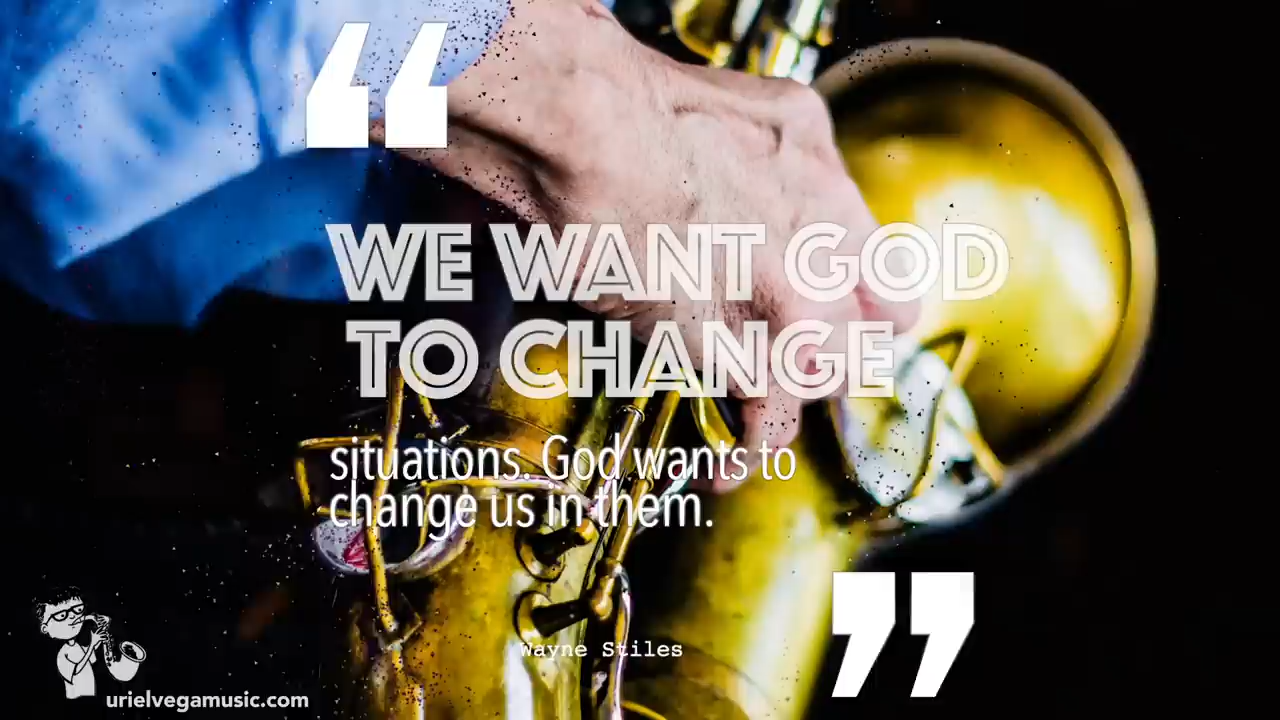 “
WE WANT GOD
TO CHANGE
situations. God wants to
change us in them.
”
Wayne Stiles
urielvegamusic.com